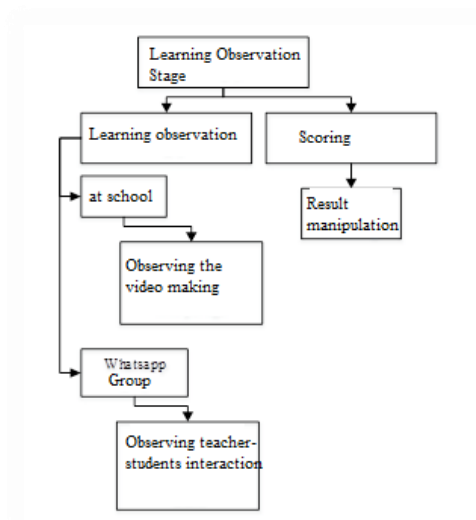 Learning Observation
Stage
Learning observation
Scoring
at school
Result
manipulation
Observing the
video making
Whatsapp
Group
Observing teacher-
students interaction